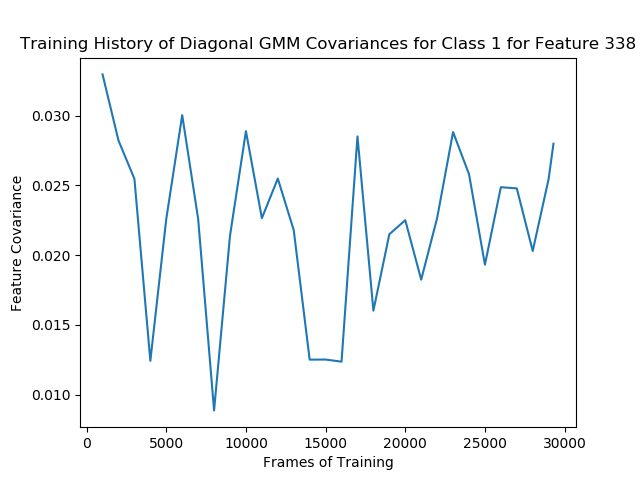 Training History of Diagonal GMM Covariances for Class 1 for Feature 338
Feature Covariance
0.030
0.025
0.020
0.015
0.010
0 5000 10000 15000 20000 25000 30000
Frames of Training